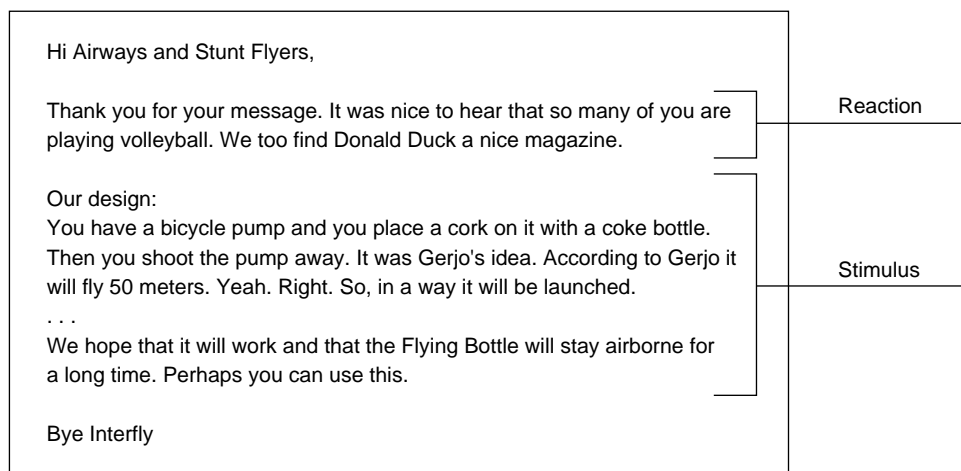 Hi Airways and Stunt Flyers,
Thank you for your message. It was nice to hear that so many of you are
playing volleyball. We too find Donald Duck a nice magazine.
Reaction
Our design:
You have a bicycle pump and you place a cork on it with a coke bottle.
Then you shoot the pump away. It was Gerjo's idea. According to Gerjo it
will fly 50 meters. Yeah. Right. So, in a way it will be launched.
. . .
We hope that it will work and that the Flying Bottle will stay airborne for
a long time. Perhaps you can use this.
Stimulus
Bye Interfly